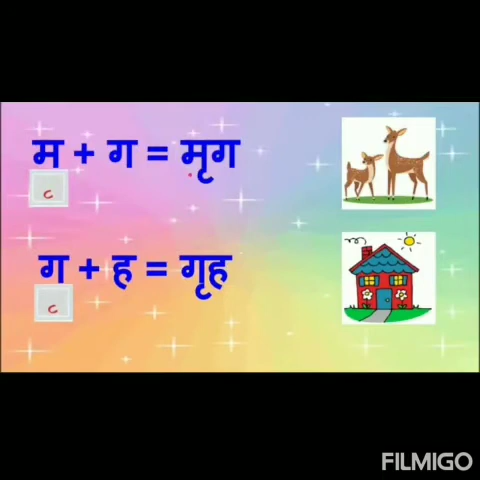 म + ग = मृग
ृ
ग + ह = गृह
ृ
FILMIGO